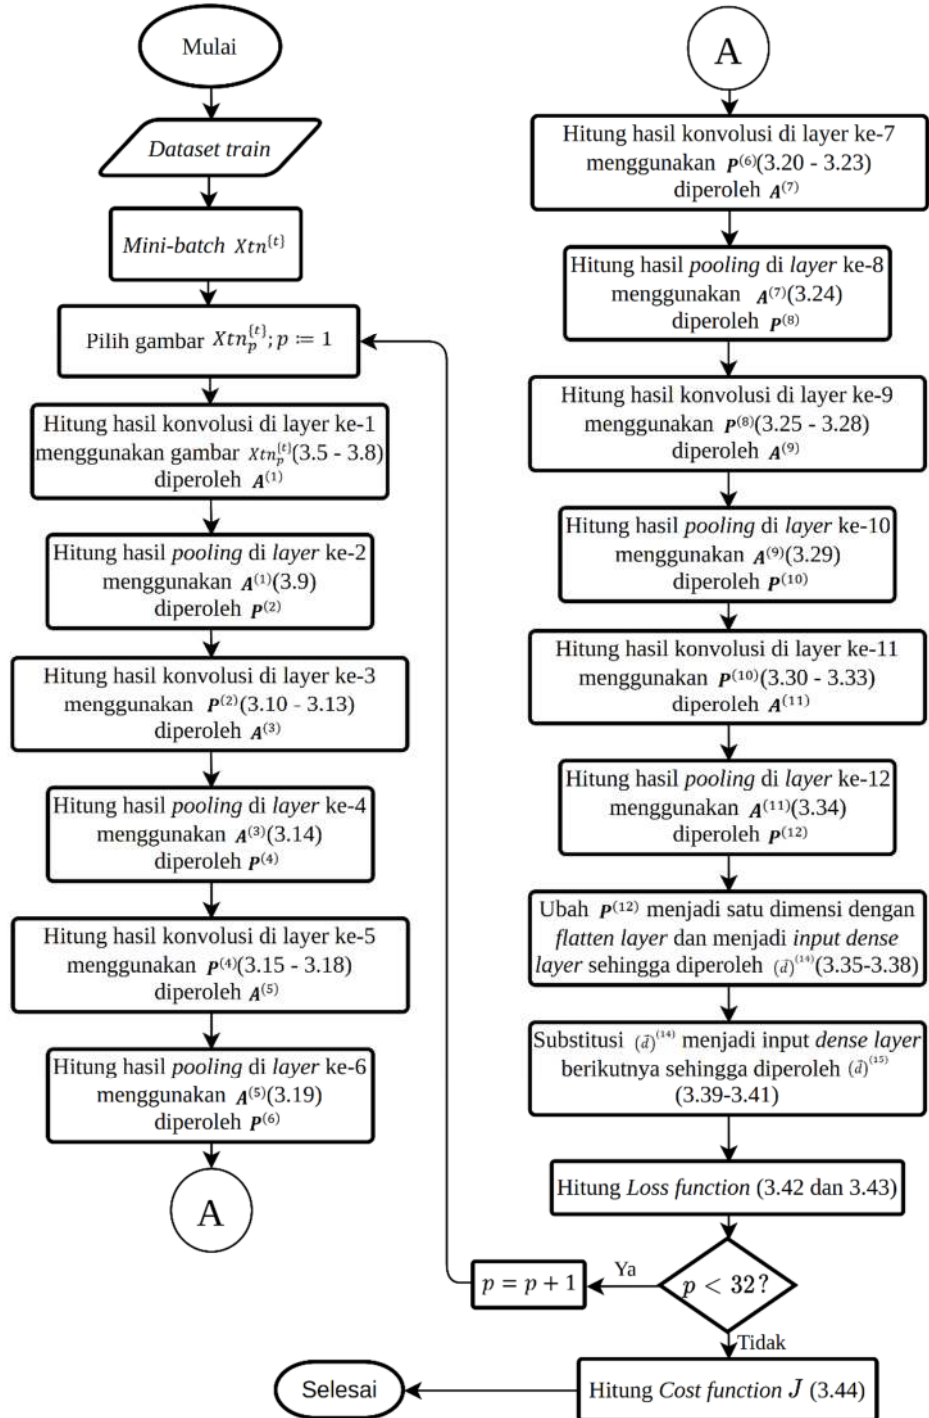 Mulai
Dataset train
Mini-batch Xtn^{t}
Pilih gambar Xtn_p^{t}; p ≔ 1
Hitung hasil konvolusi di layer ke-1
menggunakan gambar Xtn_p^{t}(3.5 - 3.8)
diperoleh A^(1)
Hitung hasil pooling di layer ke-2
menggunakan A^(1)(3.9)
diperoleh P^(2)
Hitung hasil konvolusi di layer ke-3
menggunakan P^(2)(3.10 - 3.13)
diperoleh A^(3)
Hitung hasil pooling di layer ke-4
menggunakan A^(3)(3.14)
diperoleh P^(4)
Hitung hasil konvolusi di layer ke-5
menggunakan P^(4)(3.15 - 3.18)
diperoleh A^(5)
Hitung hasil pooling di layer ke-6
menggunakan A^(5)(3.19)
diperoleh P^(6)
A
A
Hitung hasil konvolusi di layer ke-7
menggunakan P^(6)(3.20 - 3.23)
diperoleh A^(7)
Hitung hasil pooling di layer ke-8
menggunakan A^(7)(3.24)
diperoleh P^(8)
Hitung hasil konvolusi di layer ke-9
menggunakan P^(8)(3.25 - 3.28)
diperoleh A^(9)
Hitung hasil pooling di layer ke-10
menggunakan A^(9)(3.29)
diperoleh P^(10)
Hitung hasil konvolusi di layer ke-11
menggunakan P^(10)(3.30 - 3.33)
diperoleh A^(11)
Hitung hasil pooling di layer ke-12
menggunakan A^(11)(3.34)
diperoleh P^(12)
Ubah P^(12) menjadi satu dimensi dengan
flatten layer dan menjadi input dense
layer sehingga diperoleh (d⃗)^(14)(3.35-3.38)
Substitusi (d⃗)^(14) menjadi input dense layer
berikutnya sehingga diperoleh (d⃗)^(15)
(3.39-3.41)
Hitung Loss function (3.42 dan 3.43)
p < 32?
Ya
p = p + 1
Tidak
Hitung Cost function J (3.44)
Selesai